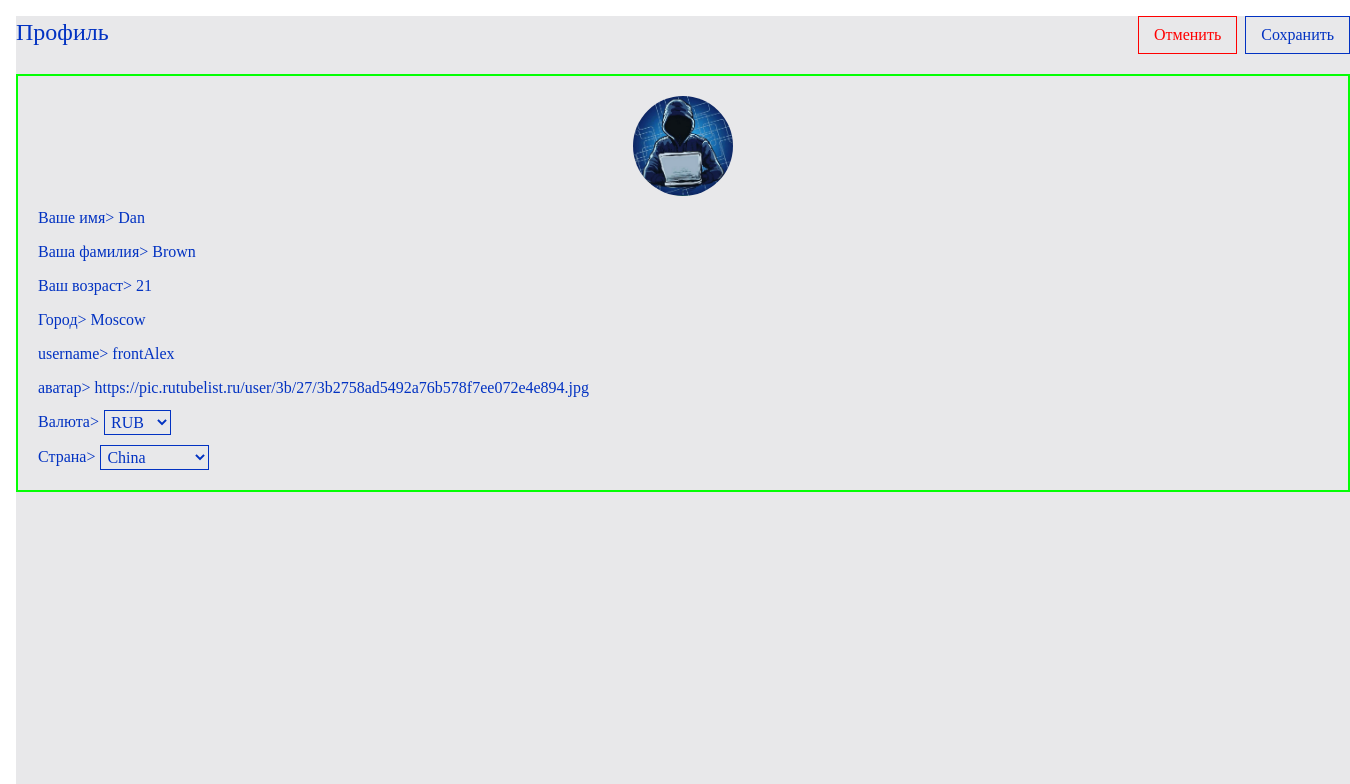 Профиль
Отменить
Сохранить
Ваше имя> Dan
Ваша фамилия> Brown
Ваш возраст> 21
Город> Moscow
username> frontAlex
аватар> https://pic.rutubelist.ru/user/3b/27/3b2758ad5492a76b578f7ee072e4e894.jpg
Валюта> RUB
Страна> China